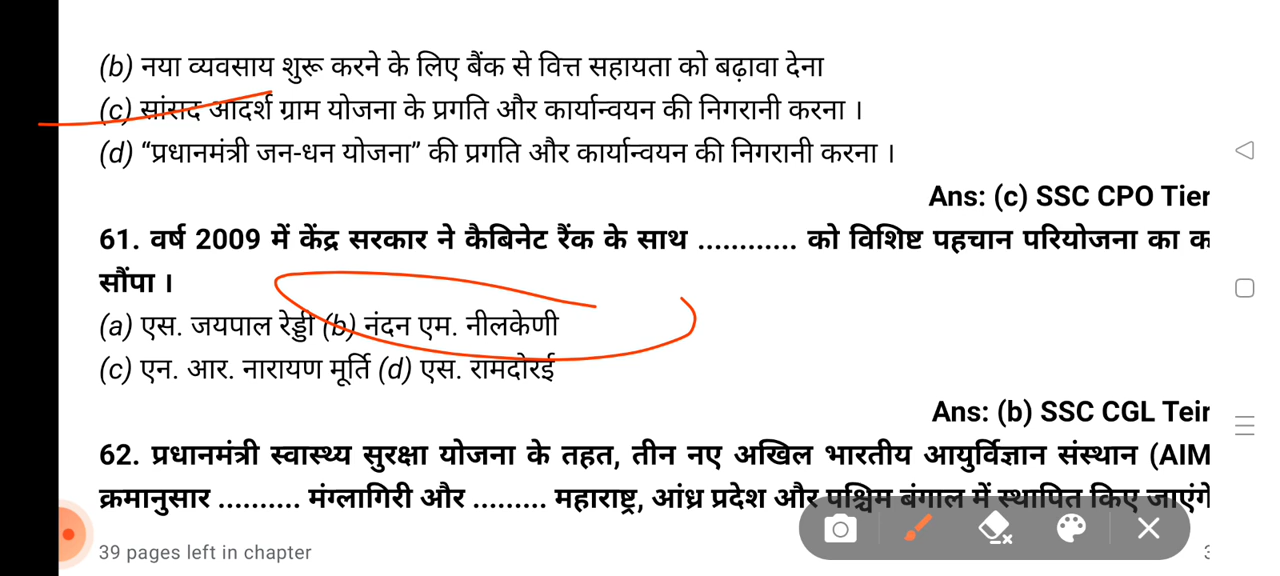 (b) नया व्यवसाय शुरू करने के लिए बैंक से वित्त सहायता को बढ़ावा देना
(c) सांसद आदर्श ग्राम योजना के प्रगति और कार्यान्वयन की निगरानी करना ।
(d) “प्रधानमंत्री जन-धन योजना” की प्रगति और कार्यान्वयन की निगरानी करना ।
Ans: (c) SSC CPO Tier
61. वर्ष 2009 में केंद्र सरकार ने कैबिनेट रैंक के साथ ............ को विशिष्ट पहचान परियोजना का
सौंपा ।
(a) एस. जयपाल रेड्डी (b) नंदन एम. नीलकेणी
(c) एन. आर. नारायण मूर्ति (d) एस. रामदोरई
Ans: (b) SSC CGL Teir
62. प्रधानमंत्री स्वास्थ्य सुरक्षा योजना के तहत, तीन नए अखिल भारतीय आयुर्विज्ञान संस्थान (AIM
क्रमानुसार .......... मंग्लागिरी और ......... महाराष्ट्र, आंध्र प्रदेश और पश्चिम बंगाल में स्थापित किए जाएंगे
39 pages left in chapter